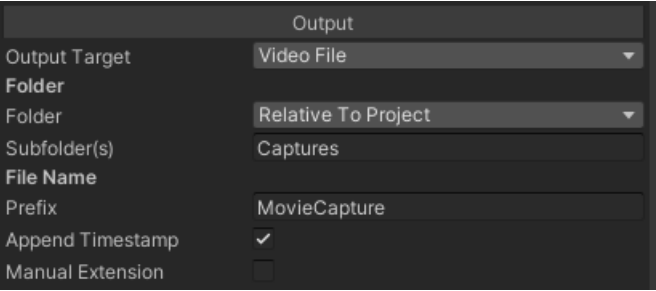 Output
Output Target Video File
Folder
Folder Relative To Project
Subfolder(s) Captures
File Name
Prefix MovieCapture
Append Timestamp
Manual Extension